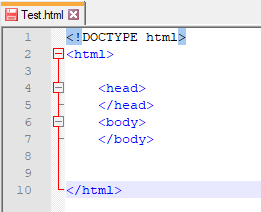 Test.html
1 <!DOCTYPE html>
2 <html>
3
4 <head>
5 </head>
6 <body>
7 </body>
8
9
10 </html>